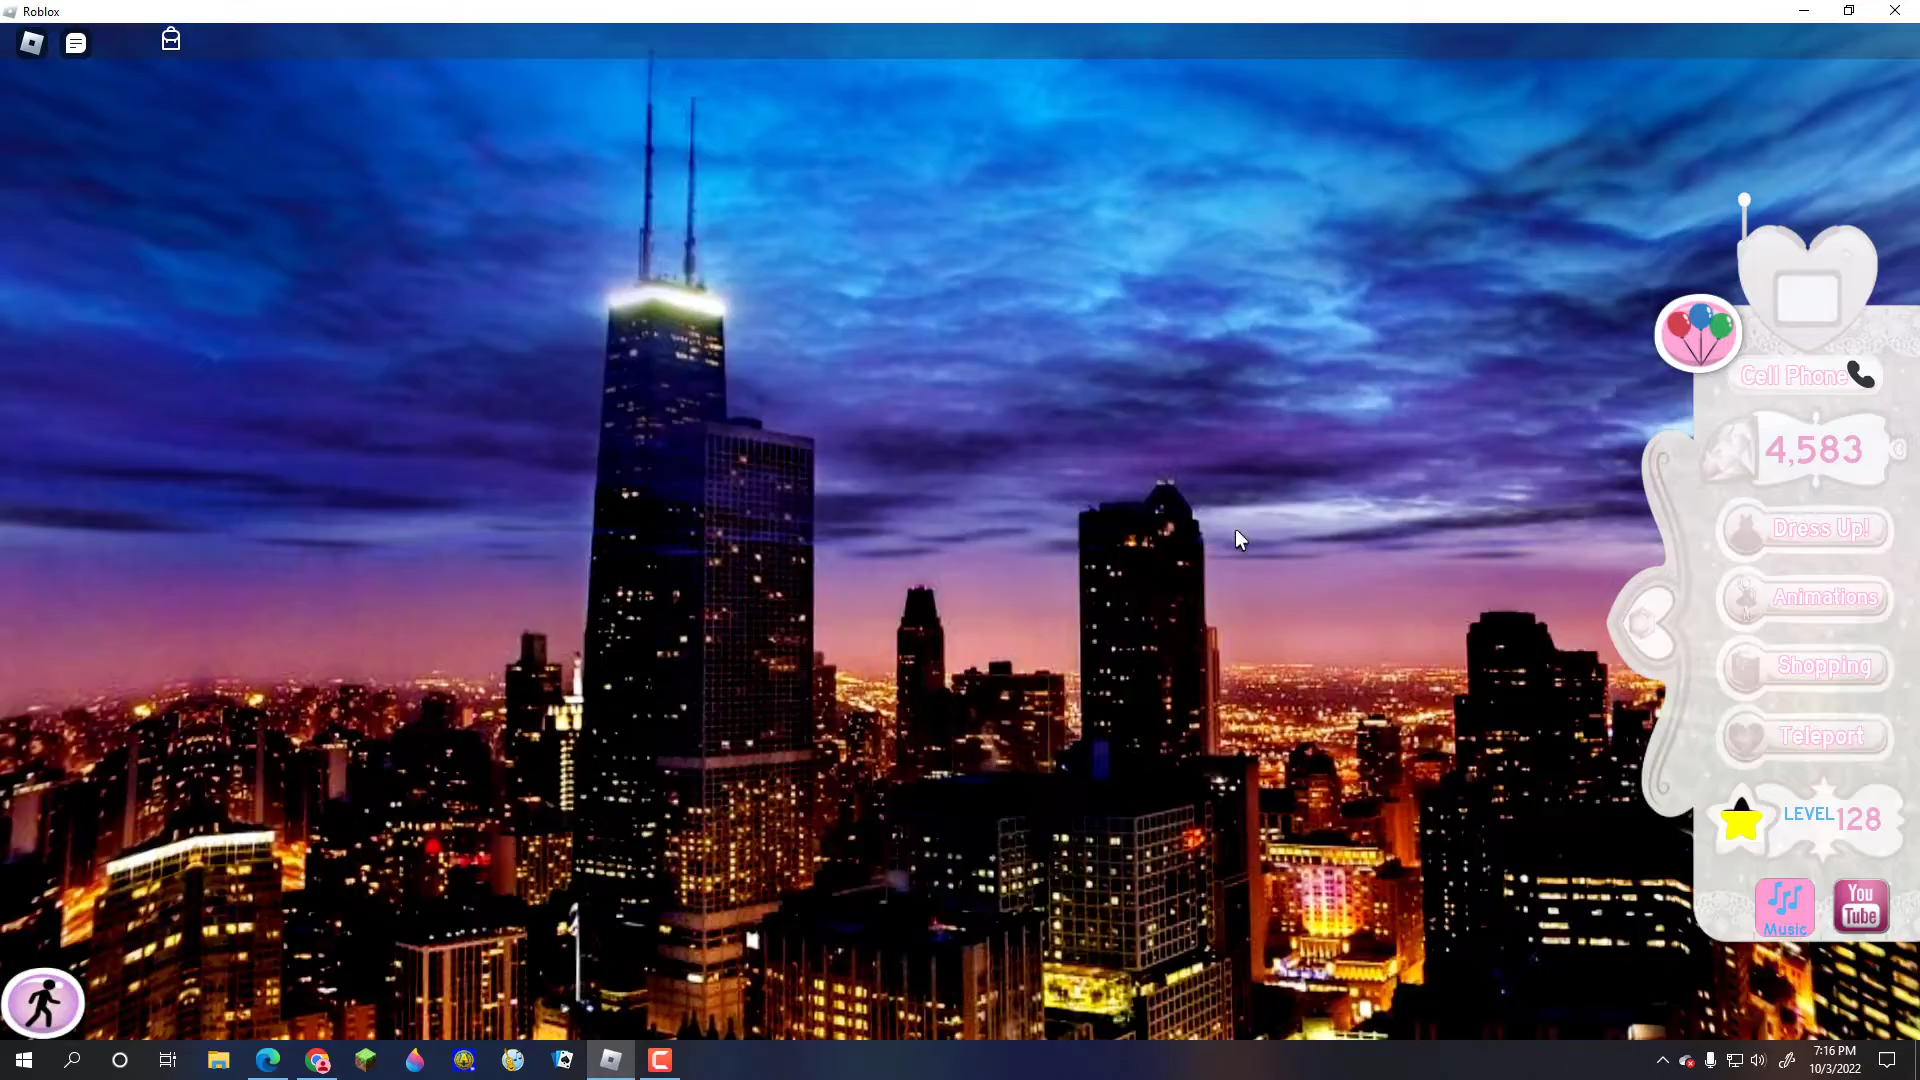 Roblox
Cell Phone
4,583
Dress Up!
Animations
Shopping
Teleport
LEVEL 128
Music
You
Tube
7:16 PM
10/3/2022